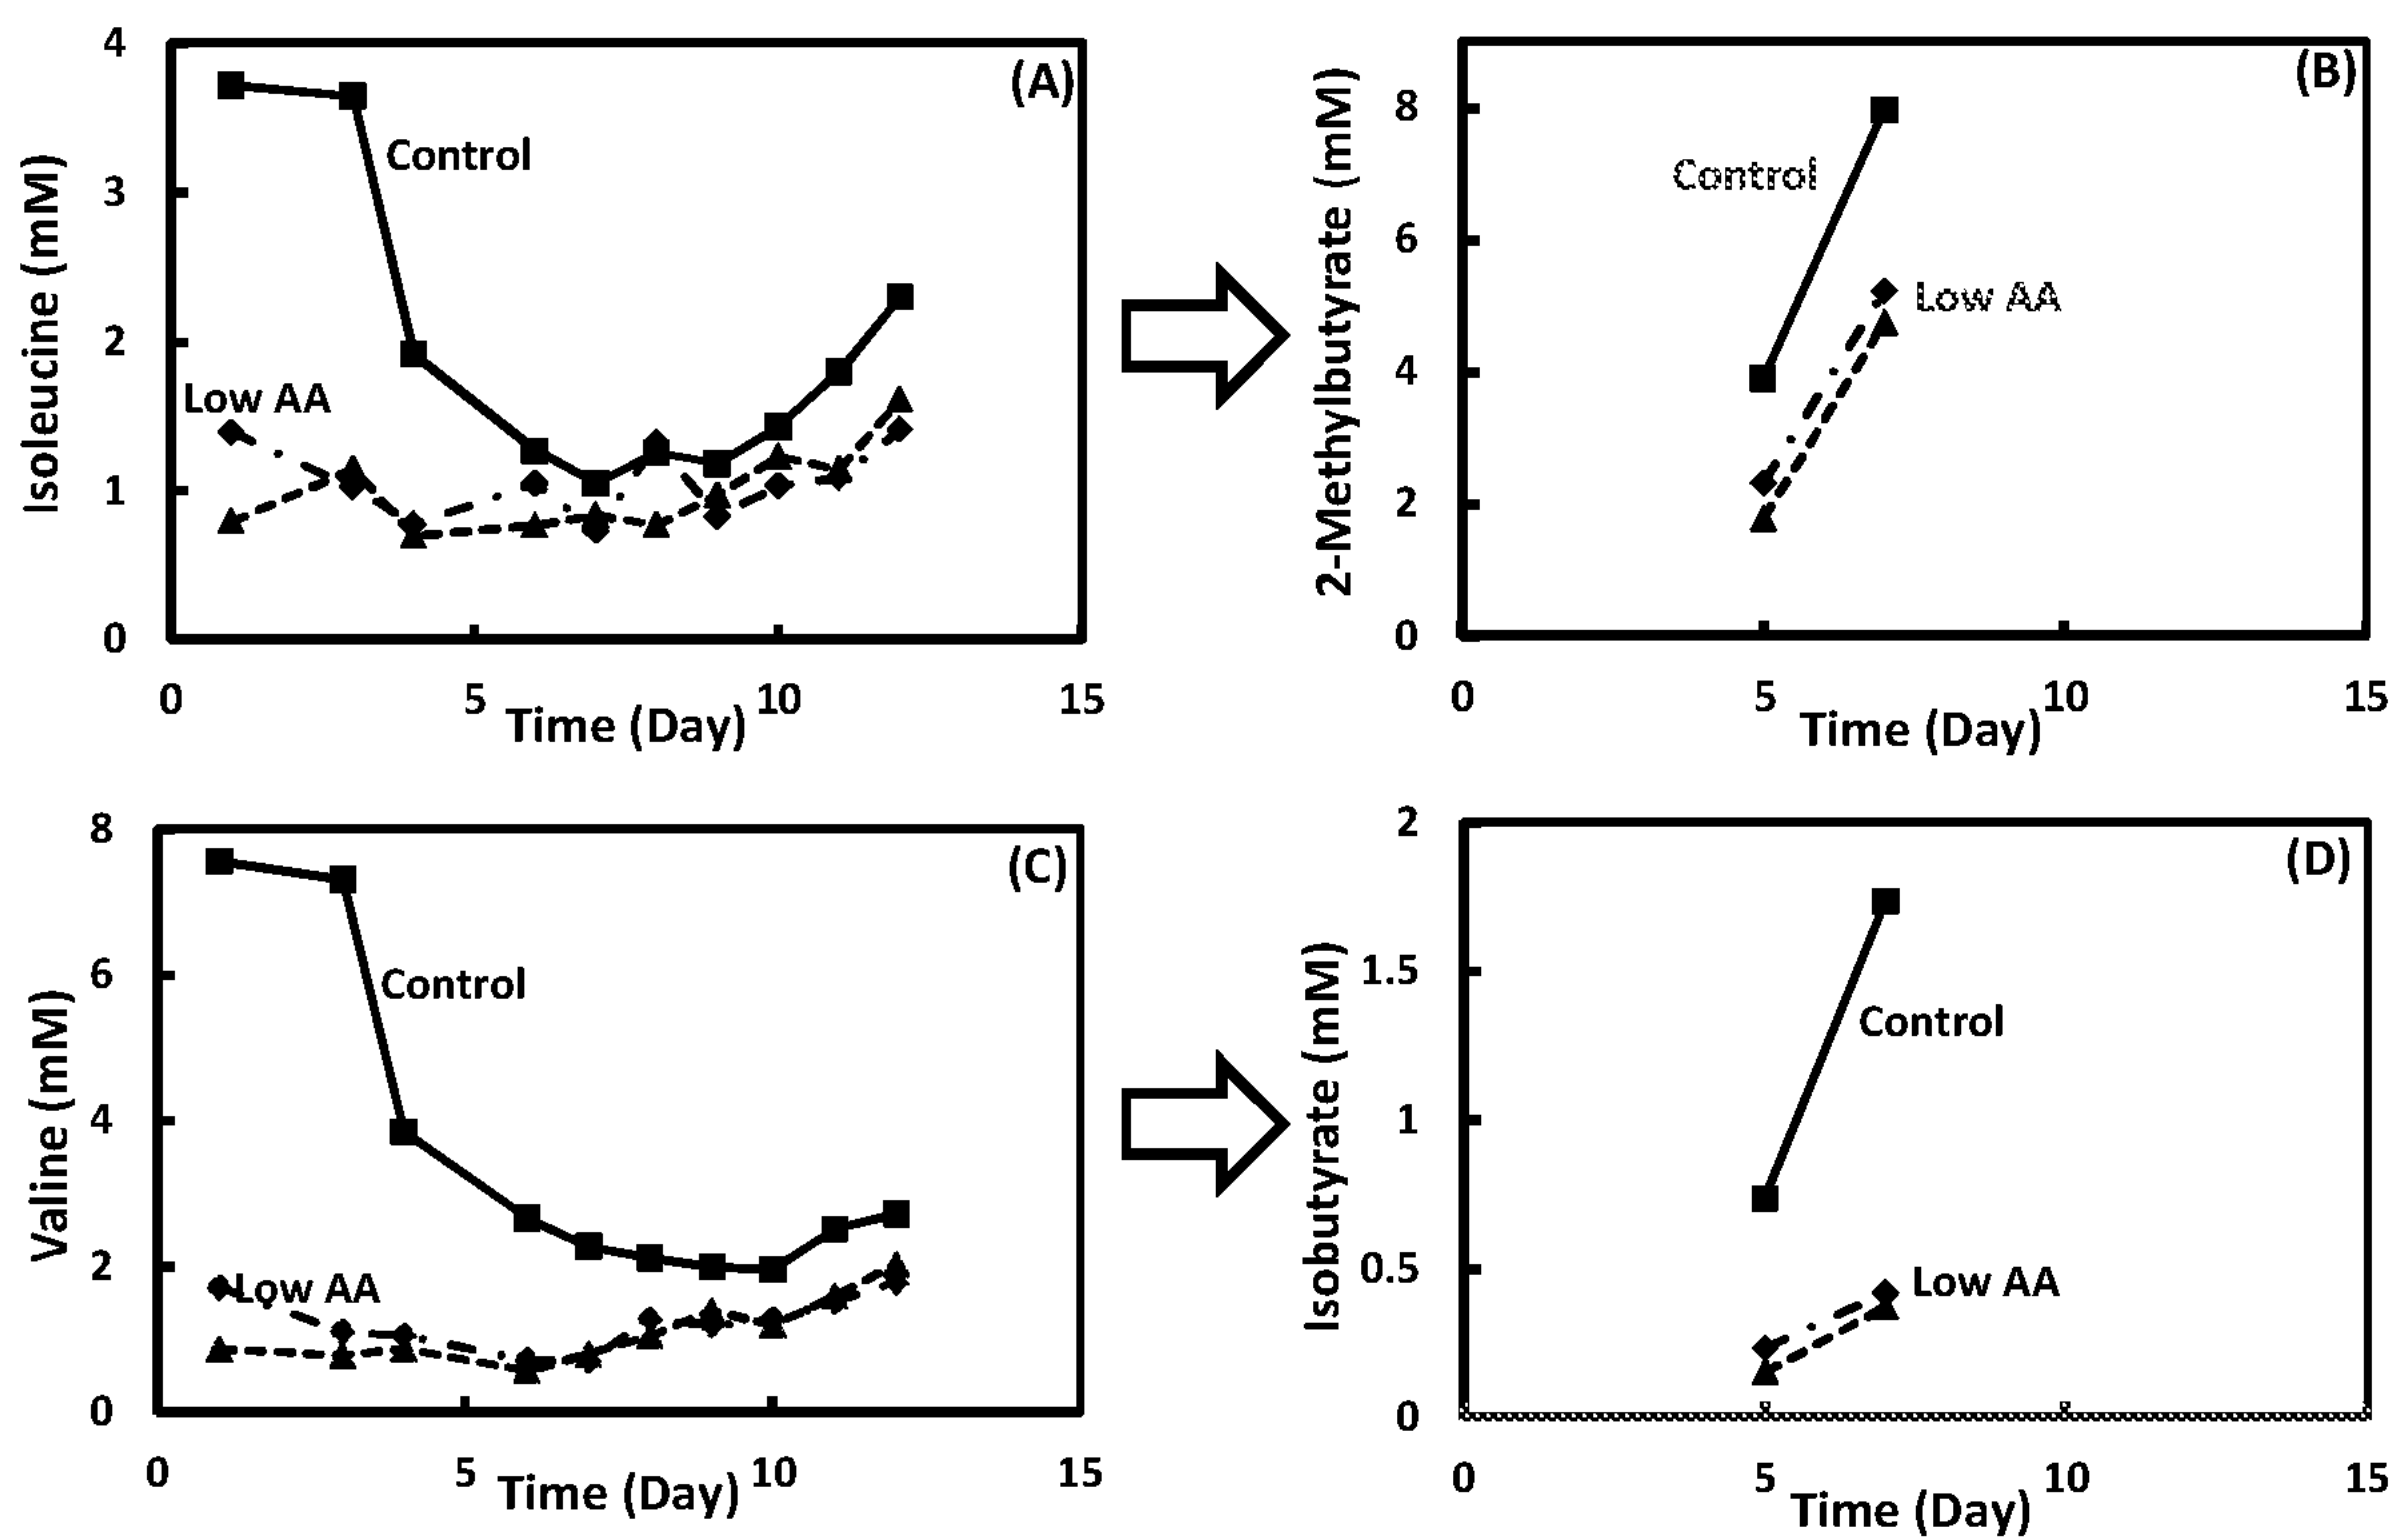 4
(A)
3
Control
2
Low AA
1
0
0
5
10
15
Isoleucine (mM)
Time (Day)
(B)
8
Control
6
Low AA
4
2
0
0
5
10
15
2-Methylbutyrate (mM)
Time (Day)
8
(C)
6
Control
4
2
Low AA
0
0
5
10
15
Valine (mM)
Time (Day)
2
(D)
1.5
Control
1
0.5
Low AA
0
0
5
10
15
Isobutyrate (mM)
Time (Day)